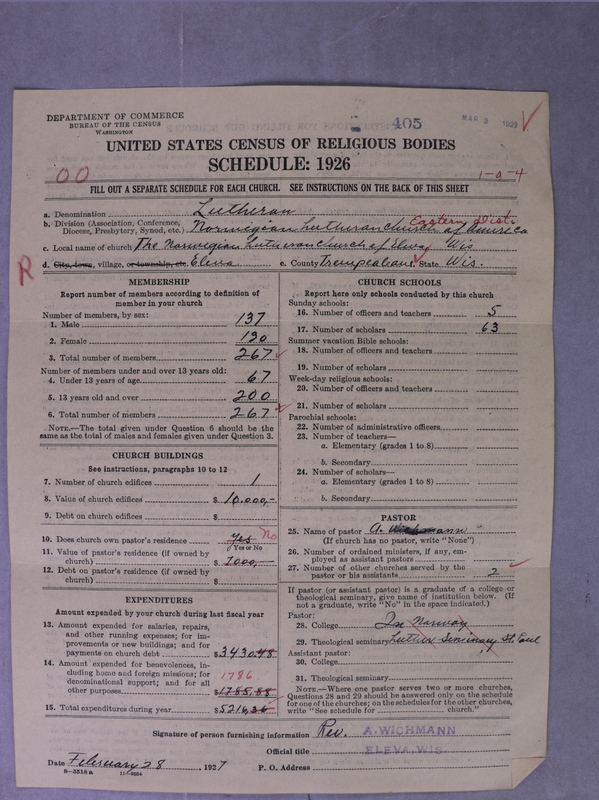 DEPARTMENT OF COMMERCE
BUREAU OF THE CENSUS
WASHINGTON
405
MAR 3 1927
UNITED STATES CENSUS OF RELIGIOUS BODIES
SCHEDULE: 1926
00
1-a-4
FILL OUT A SEPARATE SCHEDULE FOR EACH CHURCH. SEE INSTRUCTIONS ON THE BACK OF THIS SHEET
a. Denomination Lutheran
b. Division (Association, Conference, Diocese, Presbytery, Synod, etc.) Norwegian Lutheran Church of America Eastern Dist.
c. Local name of church The Norwegian Lutheran Church of Eleva, Wis.
d. City, town, village, or township, etc. Eleva e. County Trempealeau f. State Wis.
R
MEMBERSHIP
Report number of members according to definition of
member in your church
Number of members, by sex:
1. Male 137
2. Female 130
3. Total number of members 267
Number of members under and over 13 years old:
4. Under 13 years of age 67
5. 13 years old and over 200
6. Total number of members 267
NOTE.—The total given under Question 6 should be the
same as the total of males and females given under Question 3.
CHURCH BUILDINGS
See instructions, paragraphs 10 to 12
7. Number of church edifices 1
8. Value of church edifices $ 10.000,-
9. Debt on church edifices $
10. Does church own pastor's residence Yes No
Yes or No
11. Value of pastor's residence (if owned by
church) $ 7000,-
12. Debt on pastor's residence (if owned by
church) $
EXPENDITURES
Amount expended by your church during last fiscal year
13. Amount expended for salaries, repairs,
and other running expenses; for im-
provements or new buildings; and for
payments on church debt $ 3430.48
14. Amount expended for benevolences, in-
cluding home and foreign missions; for
denominational support; and for all
other purposes $ 1785.88
1786
15. Total expenditures during year $ 5216,36
CHURCH SCHOOLS
Report here only schools conducted by this church
Sunday schools:
16. Number of officers and teachers 5
17. Number of scholars 63
Summer vacation Bible schools:
18. Number of officers and teachers
19. Number of scholars
Week-day religious schools:
20. Number of officers and teachers
21. Number of scholars
Parochial schools:
22. Number of administrative officers
23. Number of teachers—
a. Elementary (grades 1 to 8)
b. Secondary
24. Number of scholars—
a. Elementary (grades 1 to 8)
b. Secondary
PASTOR
25. Name of pastor A. Wichmann
(If church has no pastor, write "None")
26. Number of ordained ministers, if any, em-
ployed as assistant pastors
27. Number of other churches served by the
pastor or his assistants 2
If pastor (or assistant pastor) is a graduate of a college or
theological seminary, give name of institution below. (If
not a graduate, write "No" in the space indicated.)
Pastor:
28. College In Norway
29. Theological seminary Luther Seminary St. Paul
Assistant pastor:
30. College
31. Theological seminary
NOTE.—Where one pastor serves two or more churches,
Questions 28 and 29 should be answered only on the schedule
for one of the churches; on the schedules for the other churches,
write "See schedule for church."
Signature of person furnishing information Rev. A. WICHMANN
Official title ELEVA, WIS.
Date February 28, 1927 P. O. Address
8-5518a